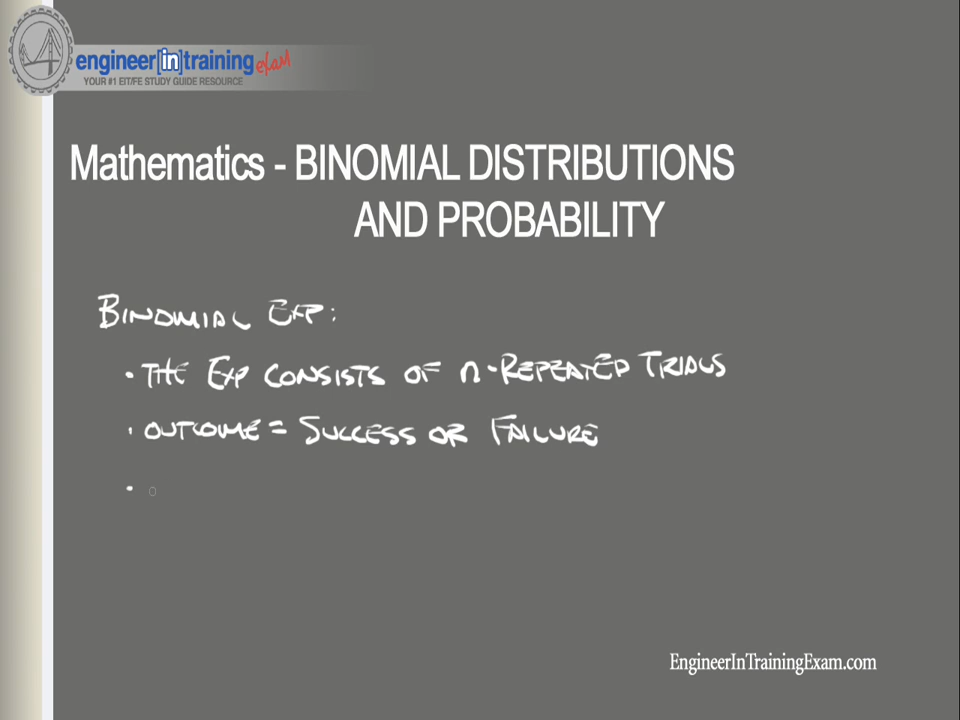 engineer[in]training exam
YOUR #1 EIT/FE STUDY GUIDE RESOURCE
Mathematics - BINOMIAL DISTRIBUTIONS
AND PROBABILITY
BINOMIAL EXP:
• THE EXP CONSISTS OF n-REPEATED TRIALS
• OUTCOME = SUCCESS OR FAILURE
•
EngineerInTrainingExam.com